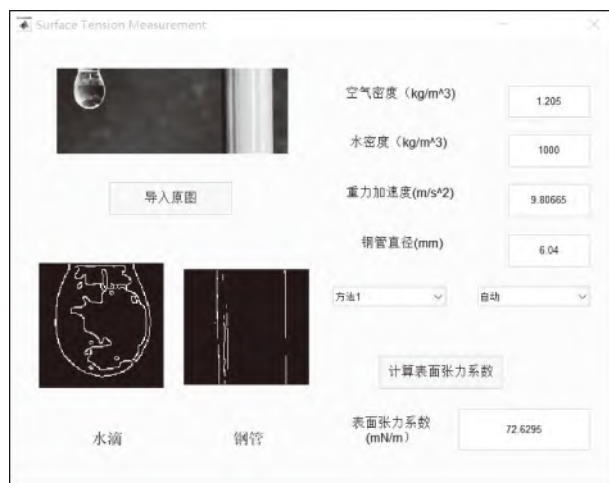 Surface Tension Measurement
空气密度（kg/m^3)
1.205
水密度（kg/m^3)
1000
导入原图
重力加速度(m/s^2)
9.80665
钢管直径(mm)
6.04
方法1
自动
计算表面张力系数
水滴
钢管
表面张力系数
(mN/m）
72.6295